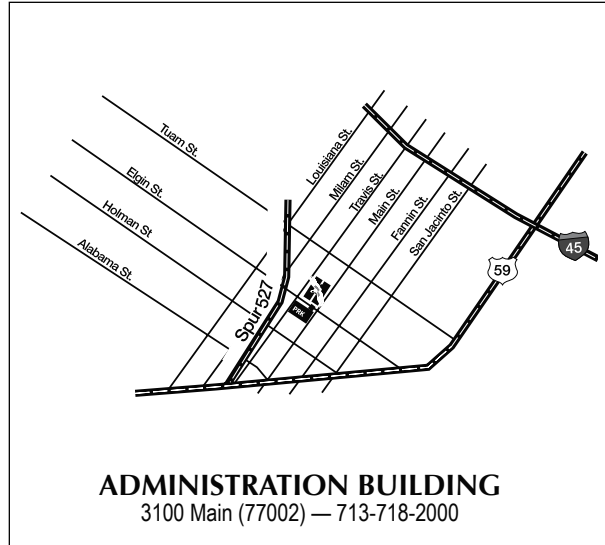 Tuam St.
Elgin St.
Holman St
Alabama St.
Louisiana St.
Milam St.
Travis St.
Main St.
Fannin St.
San Jacinto St.
Spur 527
PRK
45
59
ADMINISTRATION BUILDING
3100 Main (77002) — 713-718-2000